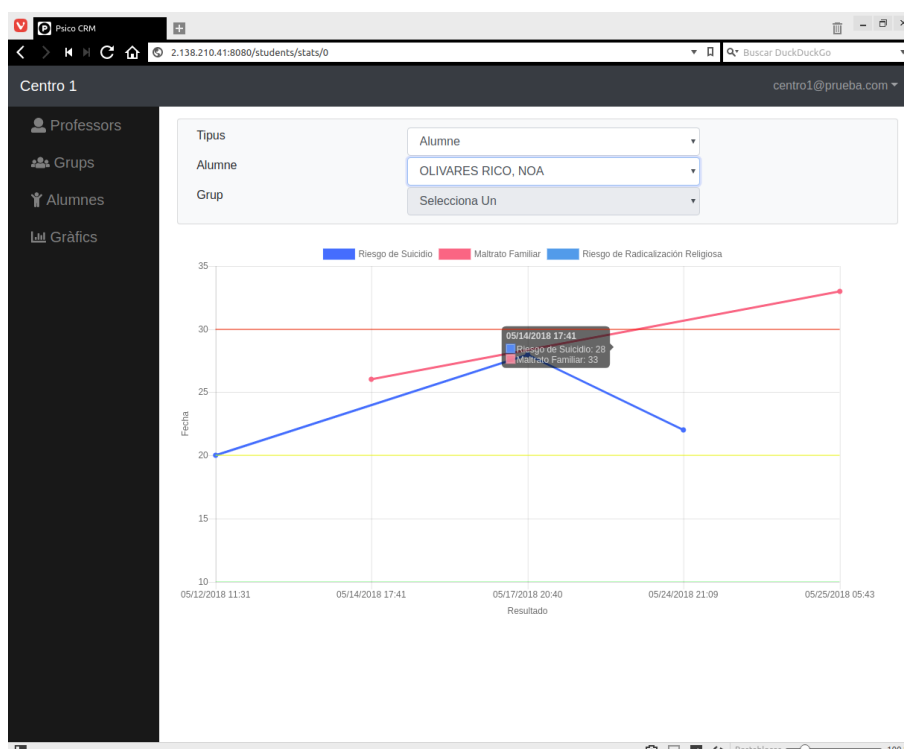 Psico CRM
2.138.210.41:8080/students/stats/0
Buscar DuckDuckGo
Centro 1
centro1@prueba.com
Professors
Grups
Alumnes
Gràfics
Tipus
Alumne
Alumne
OLIVARES RICO, NOA
Grup
Selecciona Un
Riesgo de Suicidio
Maltrato Familiar
Riesgo de Radicalización Religiosa
35
30
25
20
15
10
Fecha
05/14/2018 17:41
Riesgo de Suicidio: 28
Maltrato Familiar: 33
05/12/2018 11:31
05/14/2018 17:41
05/17/2018 20:40
05/24/2018 21:09
05/25/2018 05:43
Resultado